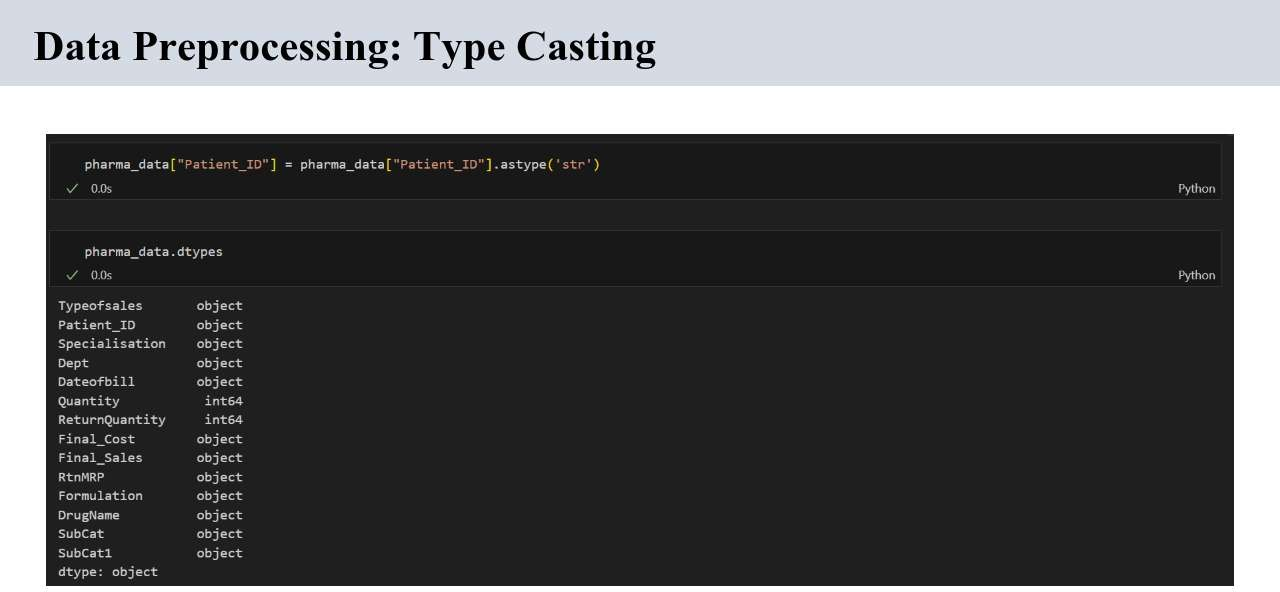 Data Preprocessing: Type Casting
pharma_data["Patient_ID"] = pharma_data["Patient_ID"].astype('str')
✓ 0.0s Python
pharma_data.dtypes
✓ 0.0s Python
Typeofsales object
Patient_ID object
Specialisation object
Dept object
Dateofbill object
Quantity int64
ReturnQuantity int64
Final_Cost object
Final_Sales object
RtnMRP object
Formulation object
DrugName object
SubCat object
SubCat1 object
dtype: object